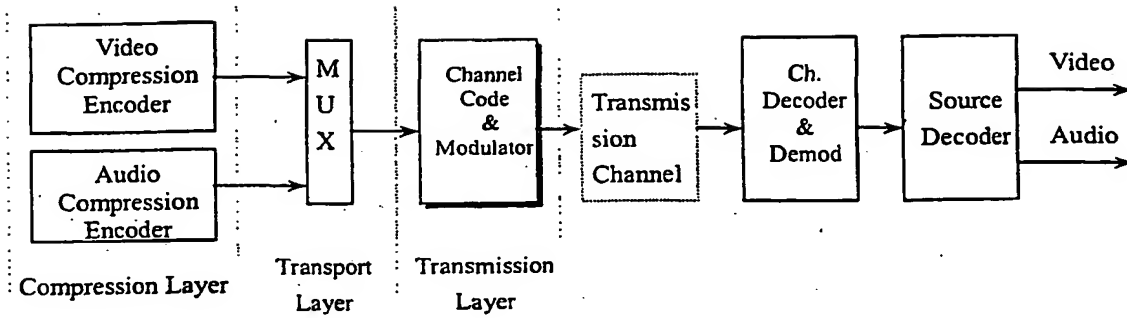 Video
Compression
Encoder
Audio
Compression
Encoder
Compression Layer
M
U
X
Transport
Layer
Channel
Code
&
Modulator
Transmission
Layer
Transmis
sion
Channel
Ch.
Decoder
&
Demod
Source
Decoder
Video
Audio